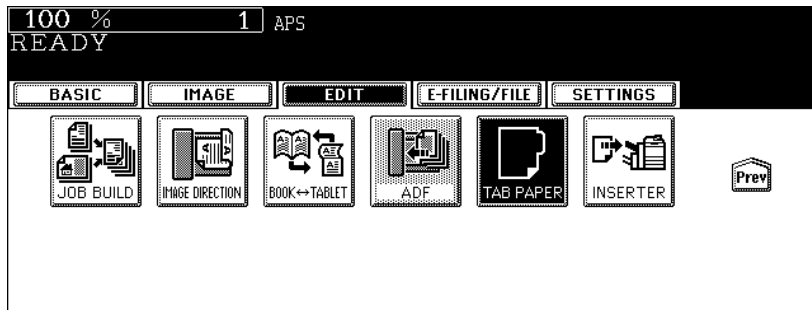 100 % 1 APS
READY
BASIC IMAGE EDIT E-FILING/FILE SETTINGS
JOB BUILD IMAGE DIRECTION BOOK↔TABLET ADF TAB PAPER INSERTER Prev